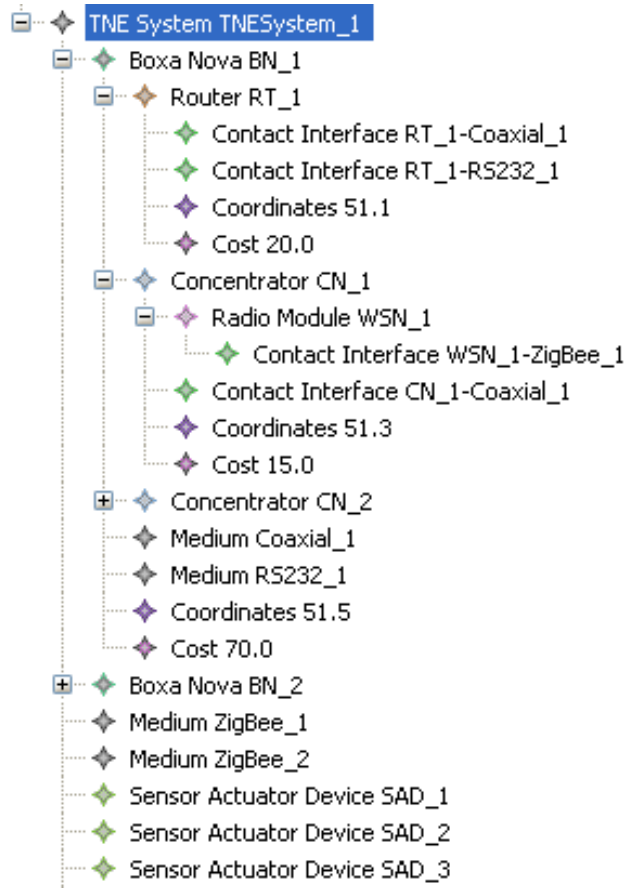 TNE System TNESystem_1
Boxa Nova BN_1
Router RT_1
Contact Interface RT_1-Coaxial_1
Contact Interface RT_1-RS232_1
Coordinates 51.1
Cost 20.0
Concentrator CN_1
Radio Module WSN_1
Contact Interface WSN_1-ZigBee_1
Contact Interface CN_1-Coaxial_1
Coordinates 51.3
Cost 15.0
Concentrator CN_2
Medium Coaxial_1
Medium RS232_1
Coordinates 51.5
Cost 70.0
Boxa Nova BN_2
Medium ZigBee_1
Medium ZigBee_2
Sensor Actuator Device SAD_1
Sensor Actuator Device SAD_2
Sensor Actuator Device SAD_3